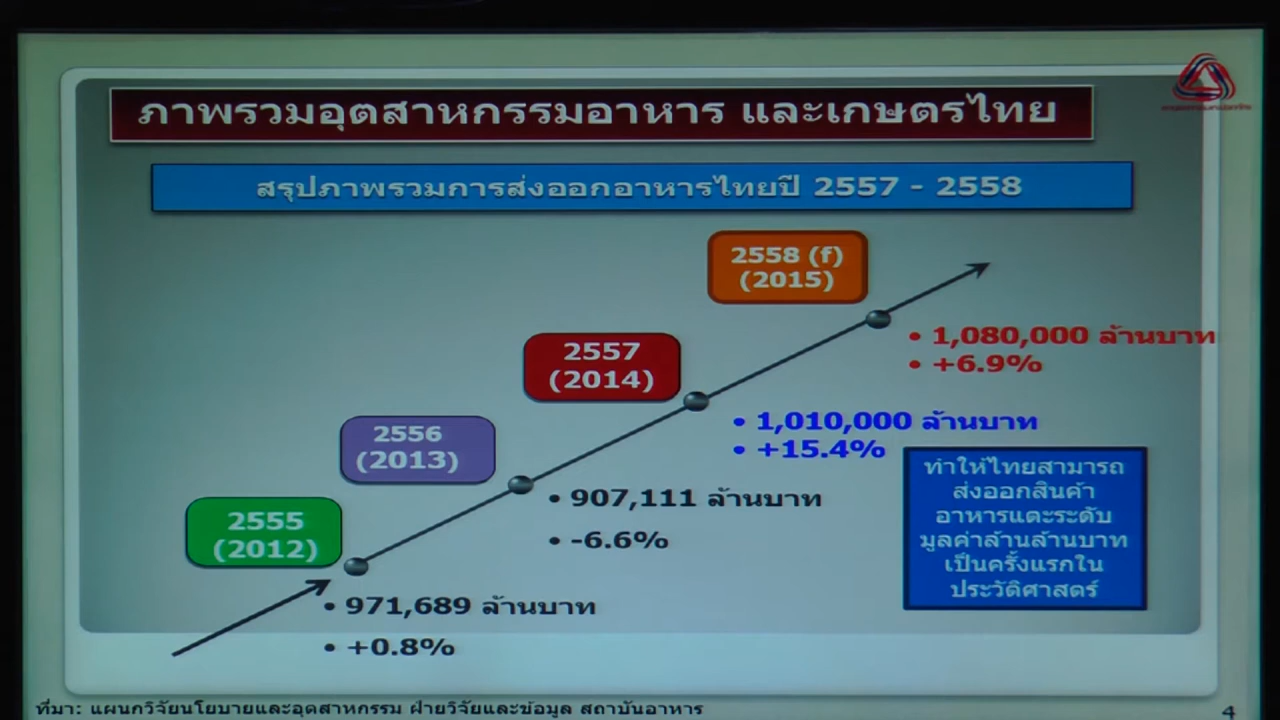 ภาพรวมอุตสาหกรรมอาหาร และเกษตรไทย
สรุปภาพรวมการส่งออกอาหารไทยปี 2557 - 2558
2558 (f)
(2015)
• 1,080,000 ล้านบาท
• +6.9%
2557
(2014)
• 1,010,000 ล้านบาท
• +15.4%
2556
(2013)
• 907,111 ล้านบาท
• -6.6%
2555
(2012)
• 971,689 ล้านบาท
• +0.8%
ทำให้ไทยสามารถ
ส่งออกสินค้า
อาหารแตะระดับ
มูลค่าล้านล้านบาท
เป็นครั้งแรกใน
ประวัติศาสตร์
ที่มา: แผนกวิจัยนโยบายและอุตสาหกรรม ฝ่ายวิจัยและข้อมูล สถาบันอาหาร
4